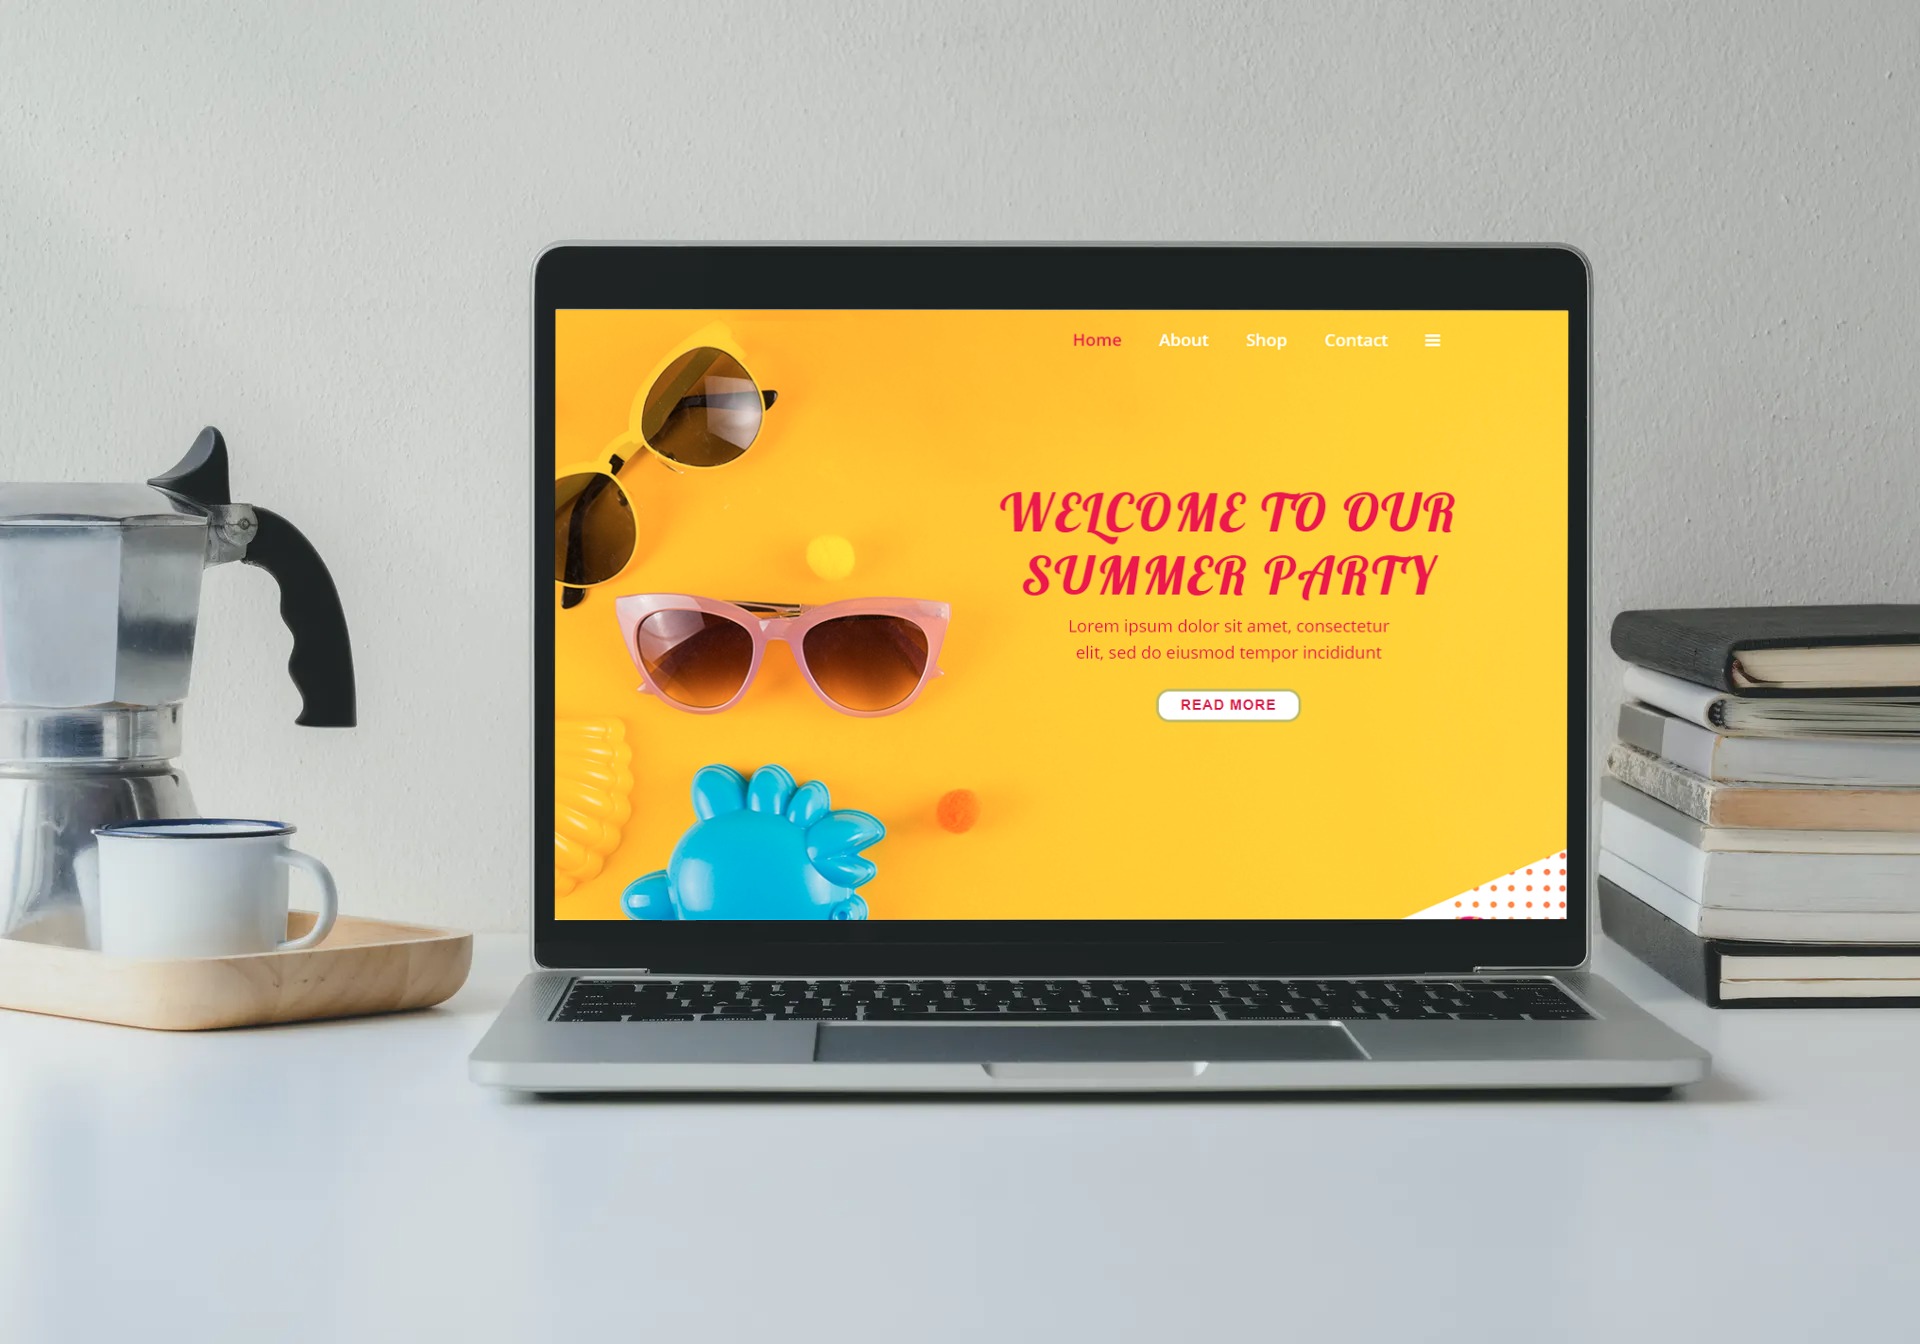 Home About Shop Contact
WELCOME TO OUR
SUMMER PARTY
Lorem ipsum dolor sit amet, consectetur
elit, sed do eiusmod tempor incididunt
READ MORE